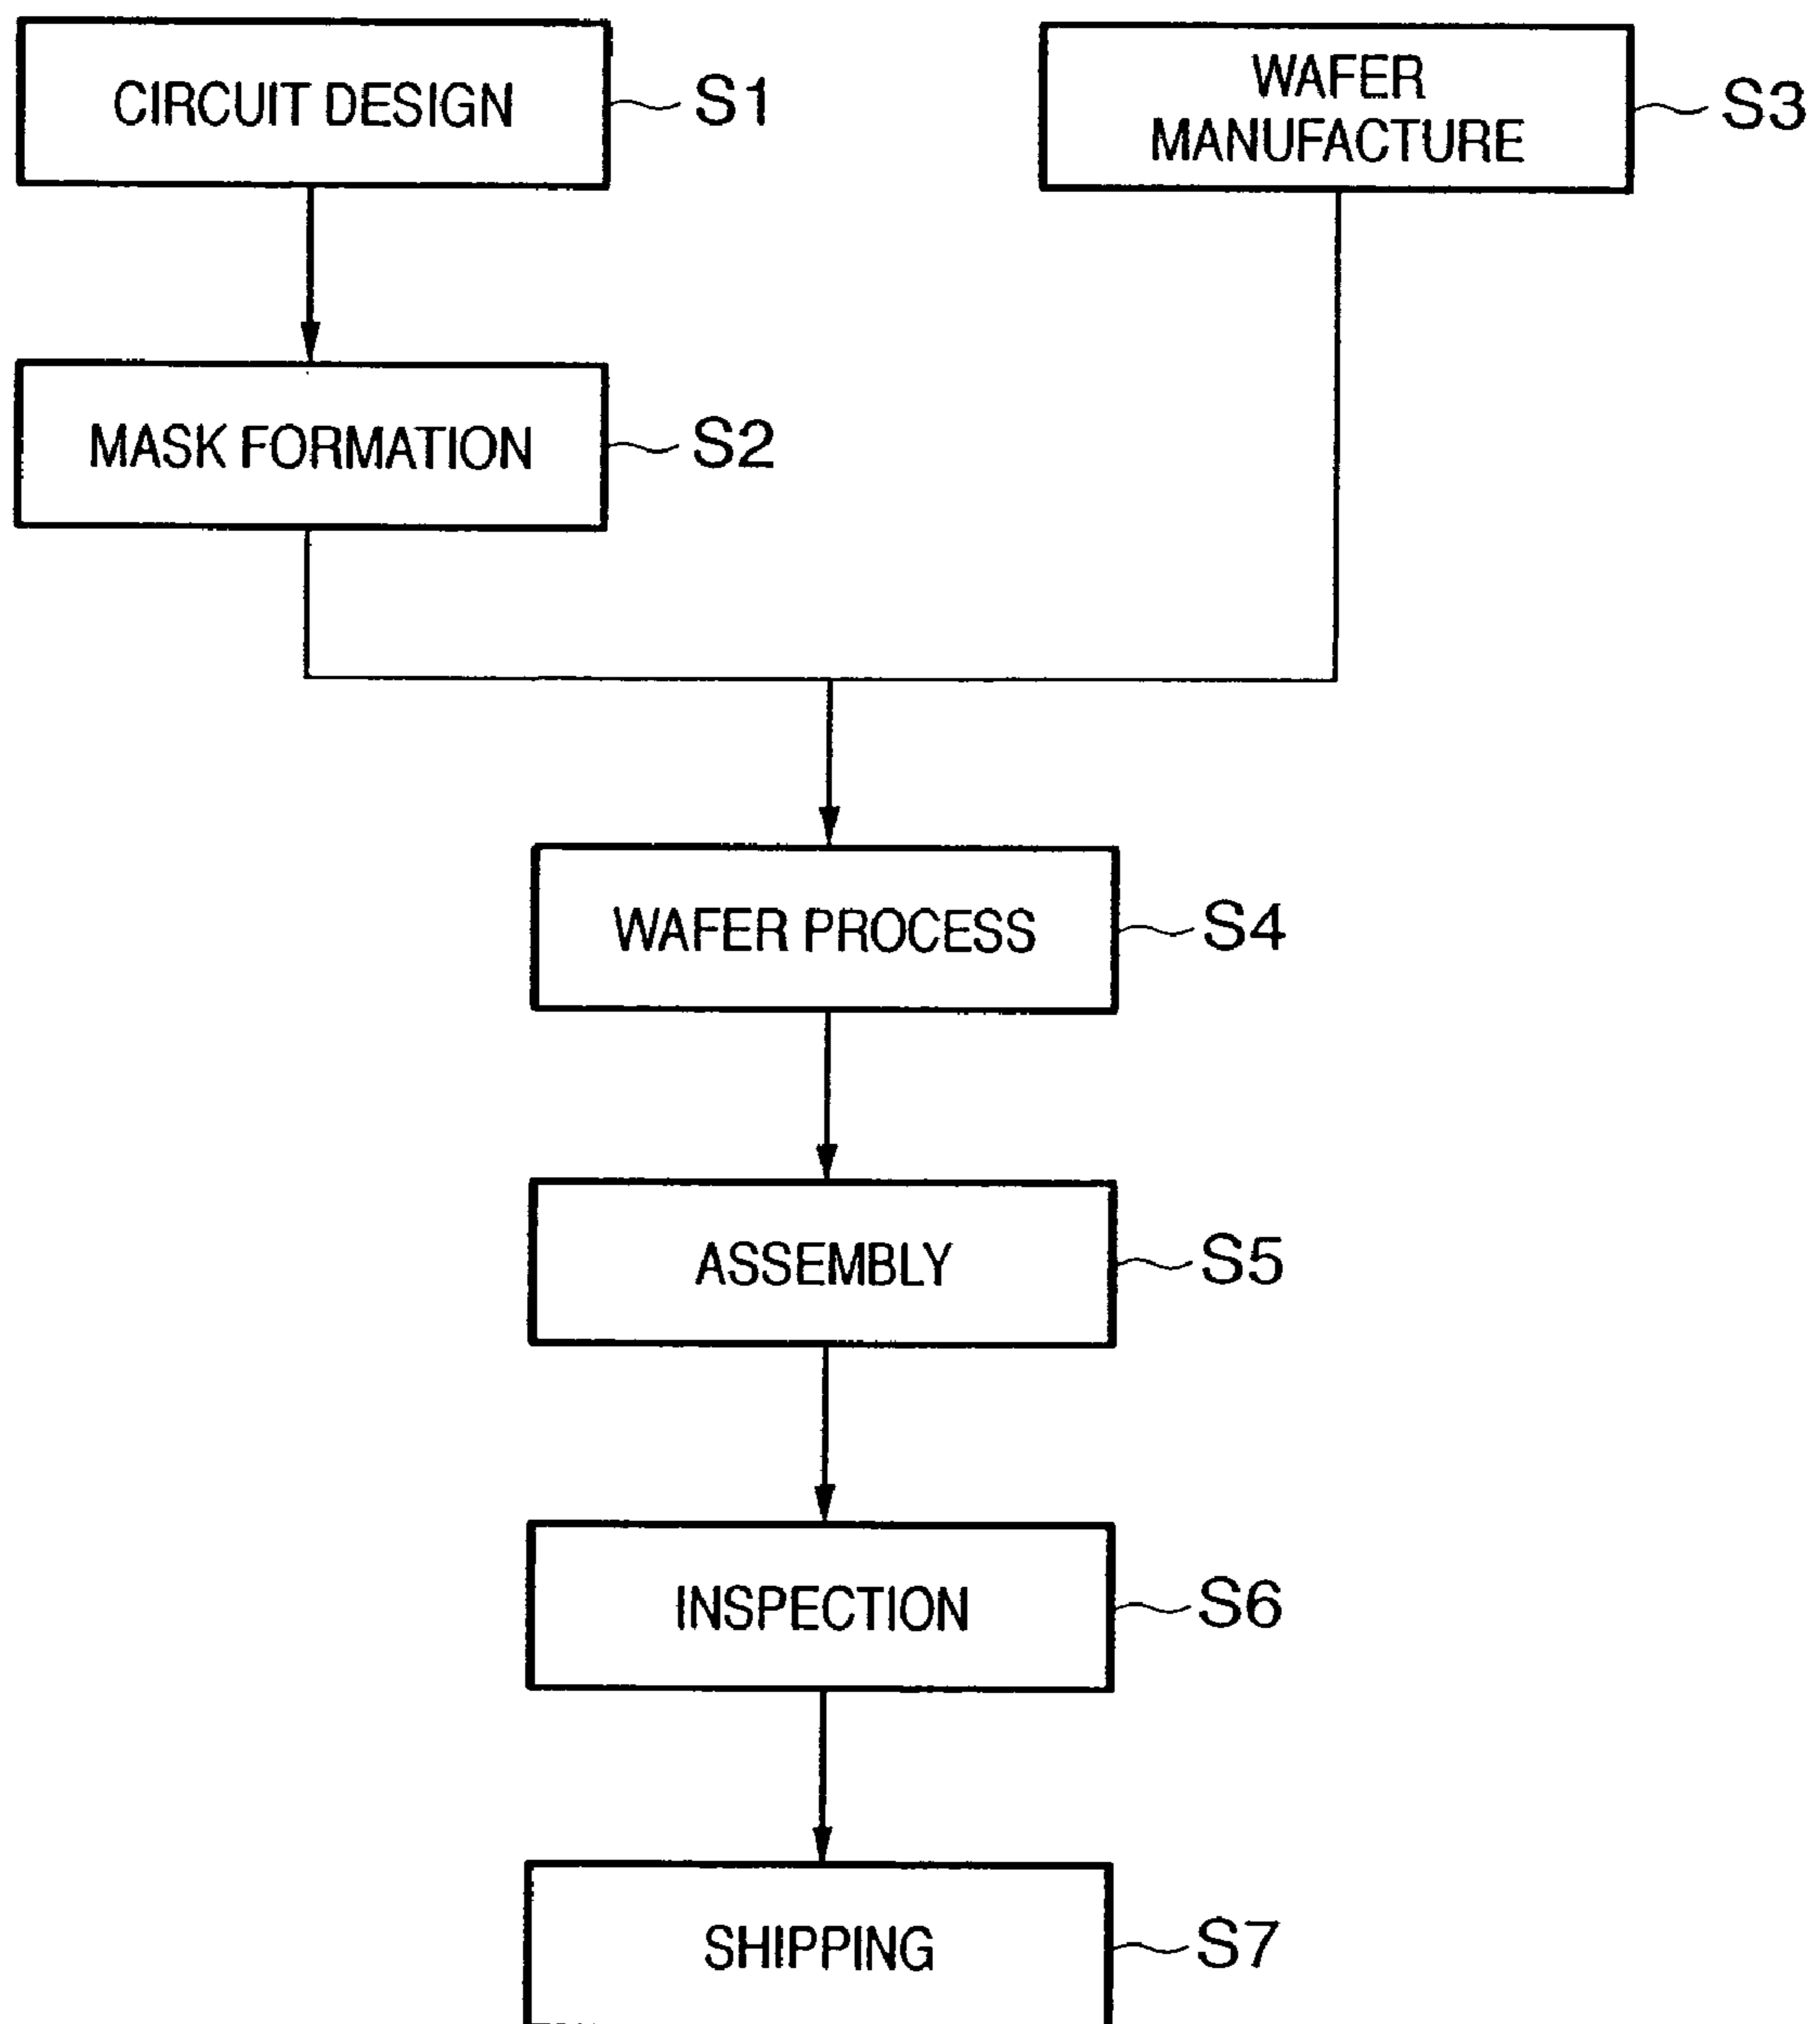 CIRCUIT DESIGN
S1
WAFER
MANUFACTURE
S3
MASK FORMATION
S2
WAFER PROCESS
S4
ASSEMBLY
S5
INSPECTION
S6
SHIPPING
S7